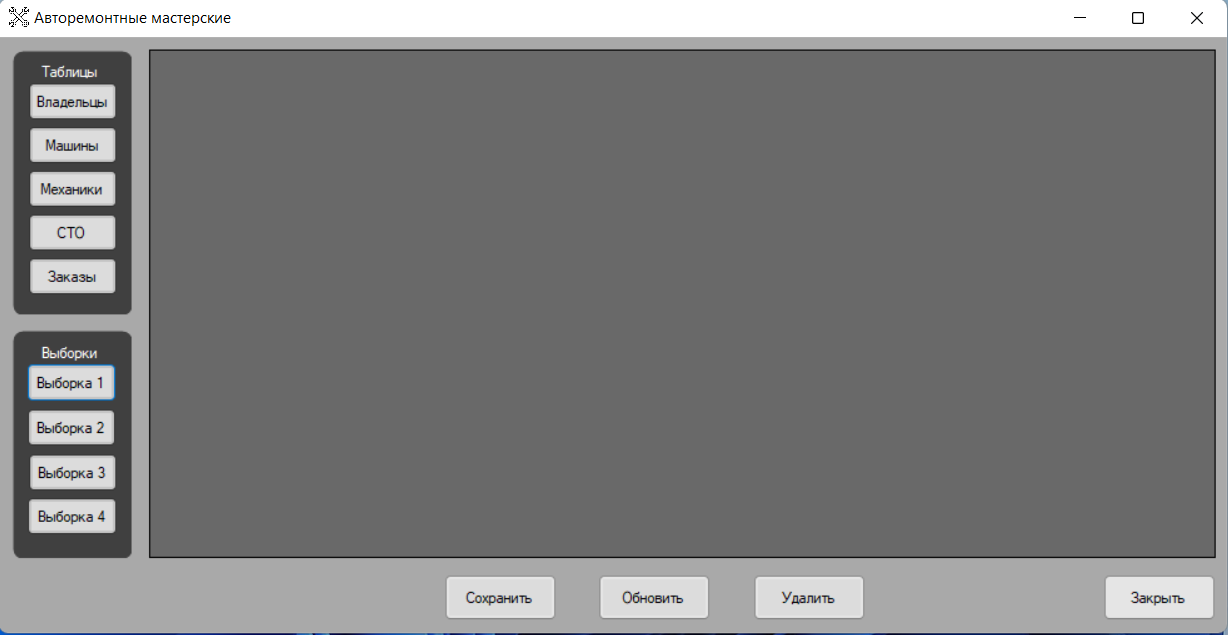 Авторемонтные мастерские
Таблицы
Владельцы
Машины
Механики
СТО
Заказы
Выборки
Выборка 1
Выборка 2
Выборка 3
Выборка 4
Сохранить
Обновить
Удалить
Закрыть